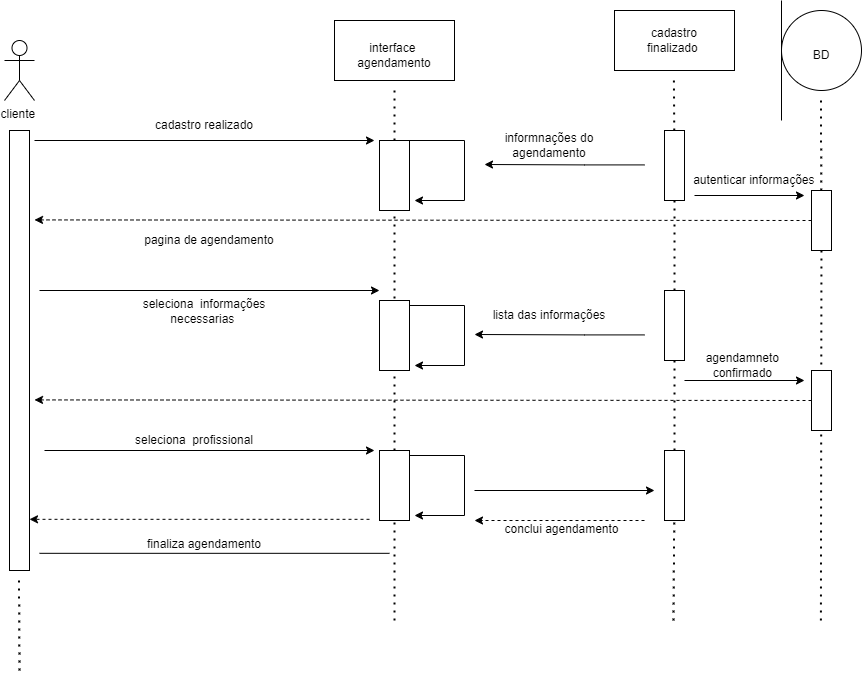 interface
agendamento
cadastro
finalizado
BD
cliente
cadastro realizado
informnações do
agendamento
autenticar informações
pagina de agendamento
seleciona  informações
necessarias
lista das informações
agendamneto
confirmado
seleciona  profissional
conclui agendamento
finaliza agendamento